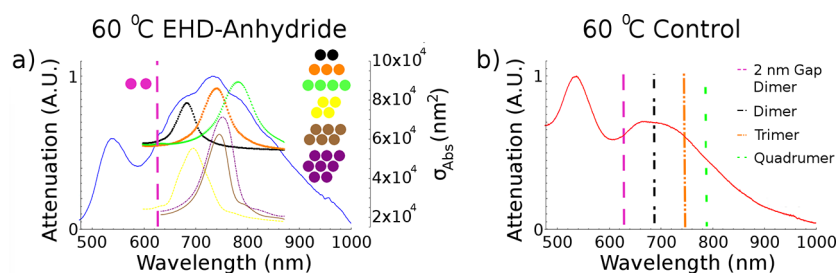 60 ⁰C EHD-Anhydride
60 ⁰C Control
a)
Attenuation (A.U.)
1
0
500 600 700 800 900 1000
Wavelength (nm)
10x10⁴
8x10⁴
6x10⁴
4x10⁴
2x10⁴
σAbs(nm²)
b)
Attenuation (A.U.)
1
0
500 600 700 800 900 1000
Wavelength (nm)
2 nm Gap
Dimer
Dimer
Trimer
Quadrumer